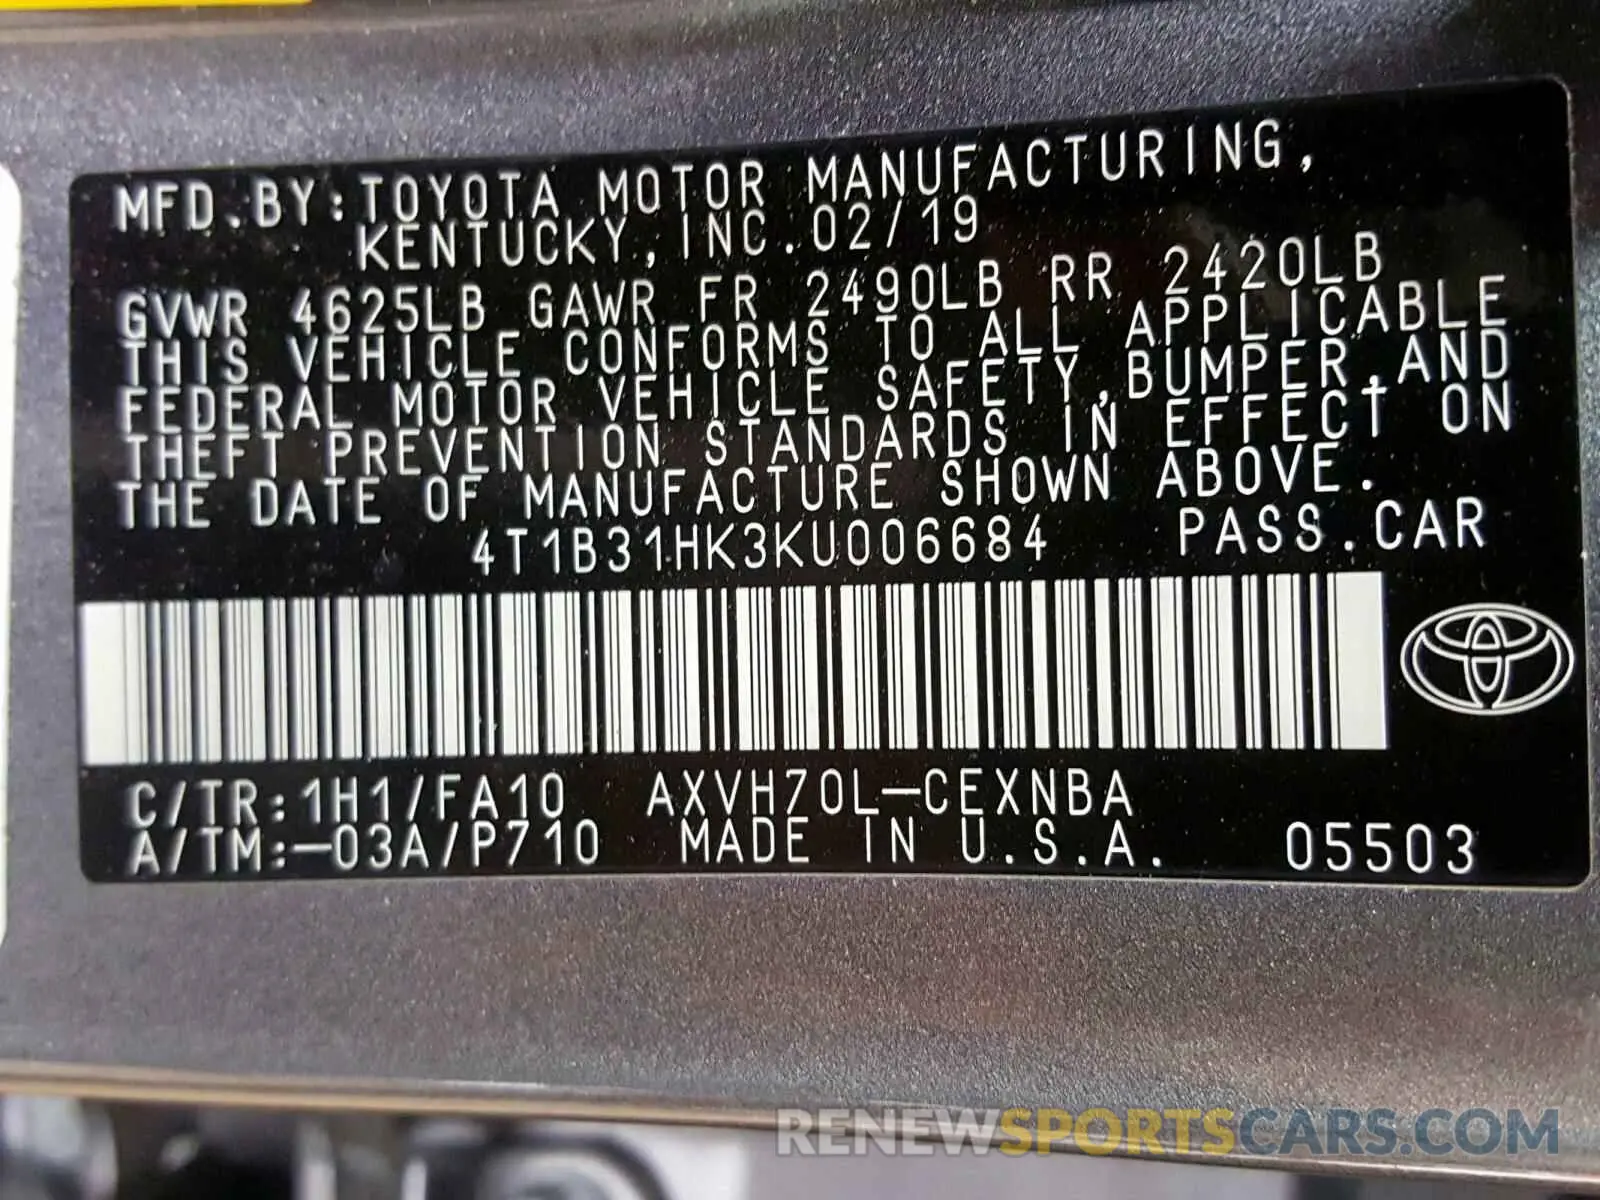 MFD.BY:TOYOTA MOTOR MANUFACTURING,
KENTUCKY,INC.02/19
GVWR 4625LB GAWR FR 2490LB RR 2420LB
THIS VEHICLE CONFORMS TO ALL APPLICABLE
FEDERAL MOTOR VEHICLE SAFETY,BUMPER,AND
THEFT PREVENTION STANDARDS IN EFFECT ON
THE DATE OF MANUFACTURE SHOWN ABOVE.
4T1B31HK3KU006684 PASS.CAR
C/TR:1H1/FA10 AXVH70L-CEXNBA
A/TM:-03A/P710 MADE IN U.S.A. 05503
RENEWSPORTSCARS.COM